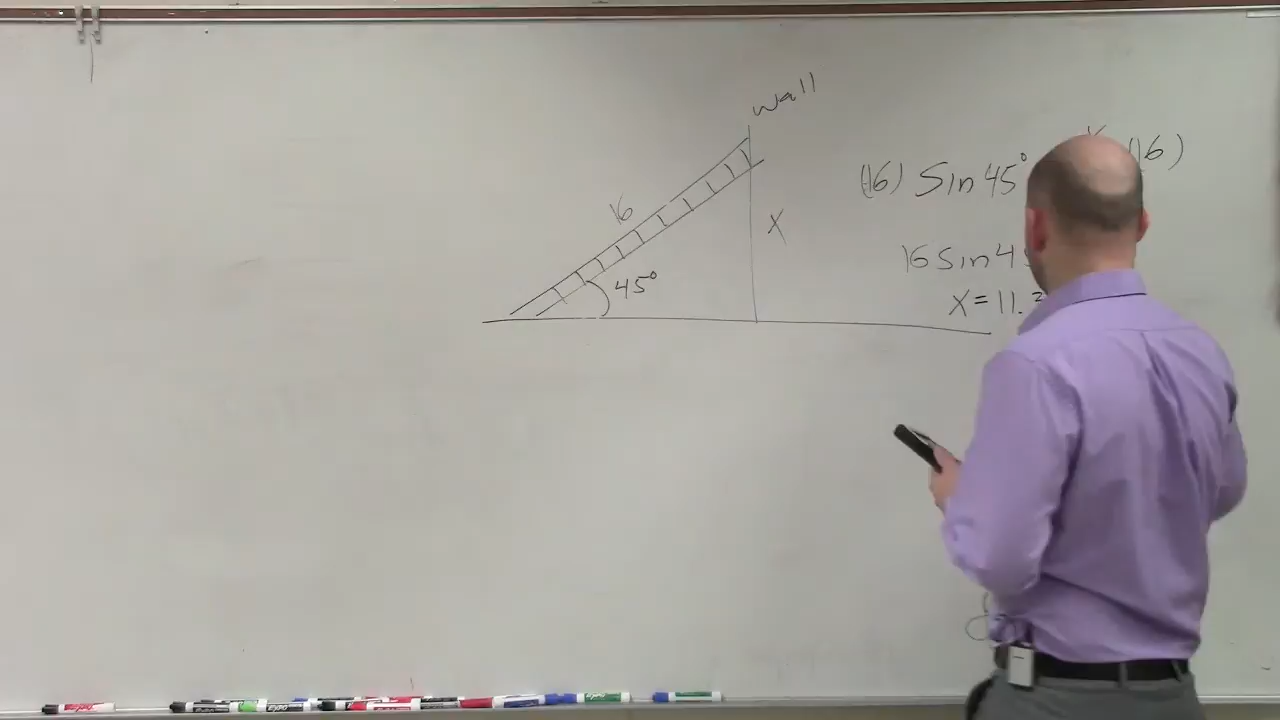 wall
16
x
45°
(16) Sin 45° (16)
16 Sin 4
x = 11.